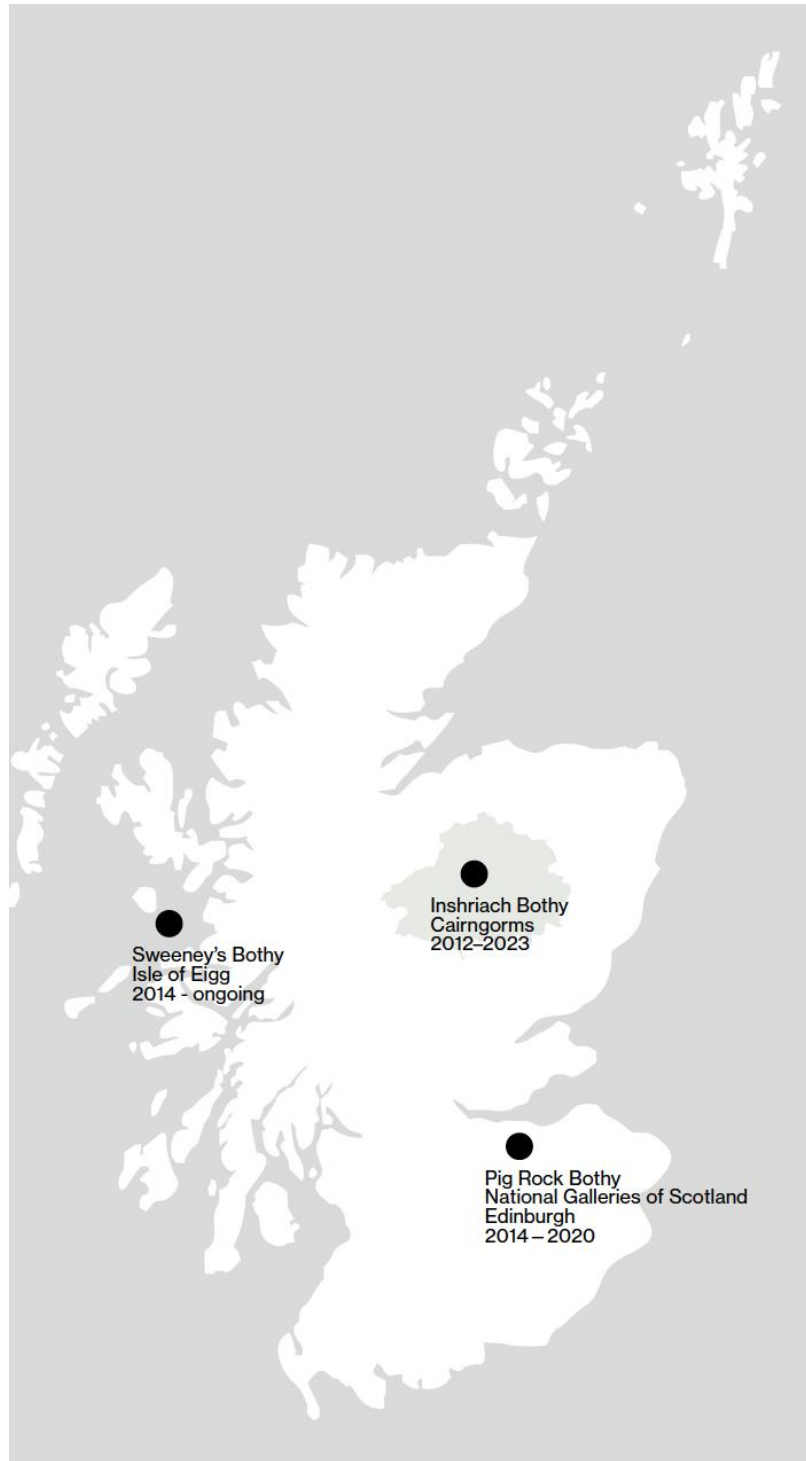 Inshriach Bothy
Cairngorms
2012–2023
Sweeney's Bothy
Isle of Eigg
2014 - ongoing
Pig Rock Bothy
National Galleries of Scotland
Edinburgh
2014 – 2020